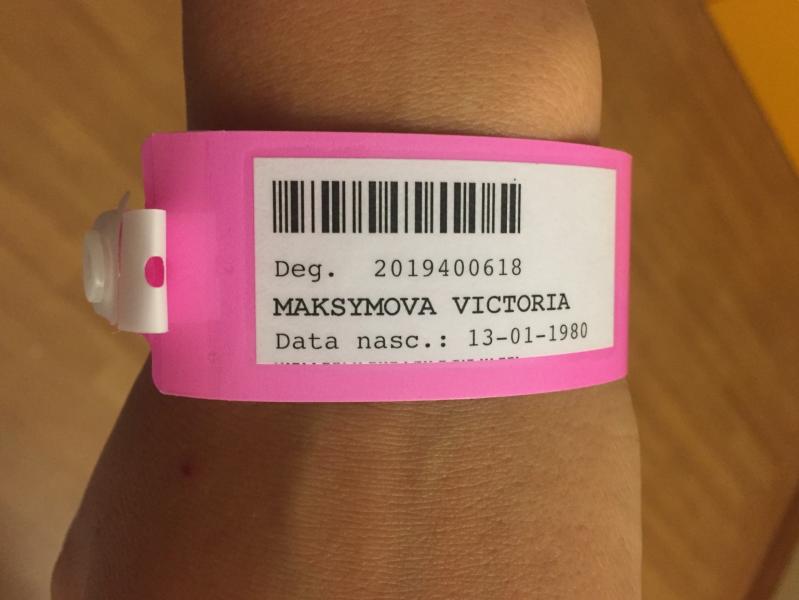 Deg. 2019400618
MAKSYMOVA VICTORIA
Data nasc.: 13-01-1980